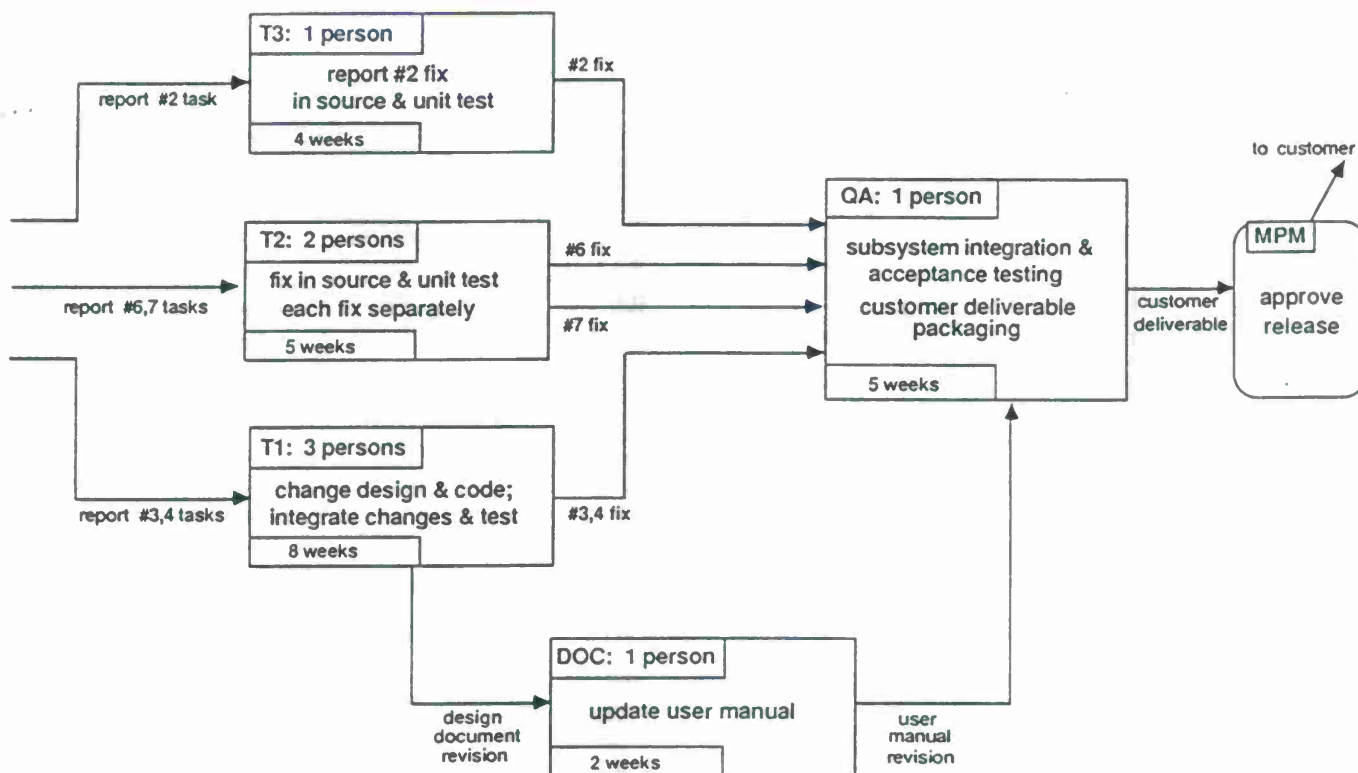 T3: 1 person
report #2 fix
in source & unit test
4 weeks
report #2 task
#2 fix
T2: 2 persons
fix in source & unit test
each fix separately
5 weeks
report #6,7 tasks
#6 fix
#7 fix
T1: 3 persons
change design & code;
integrate changes & test
8 weeks
report #3,4 tasks
#3,4 fix
DOC: 1 person
update user manual
2 weeks
design
document
revision
user
manual
revision
QA: 1 person
subsystem integration &
acceptance testing
customer deliverable
packaging
5 weeks
customer
deliverable
to customer
MPM
approve
release